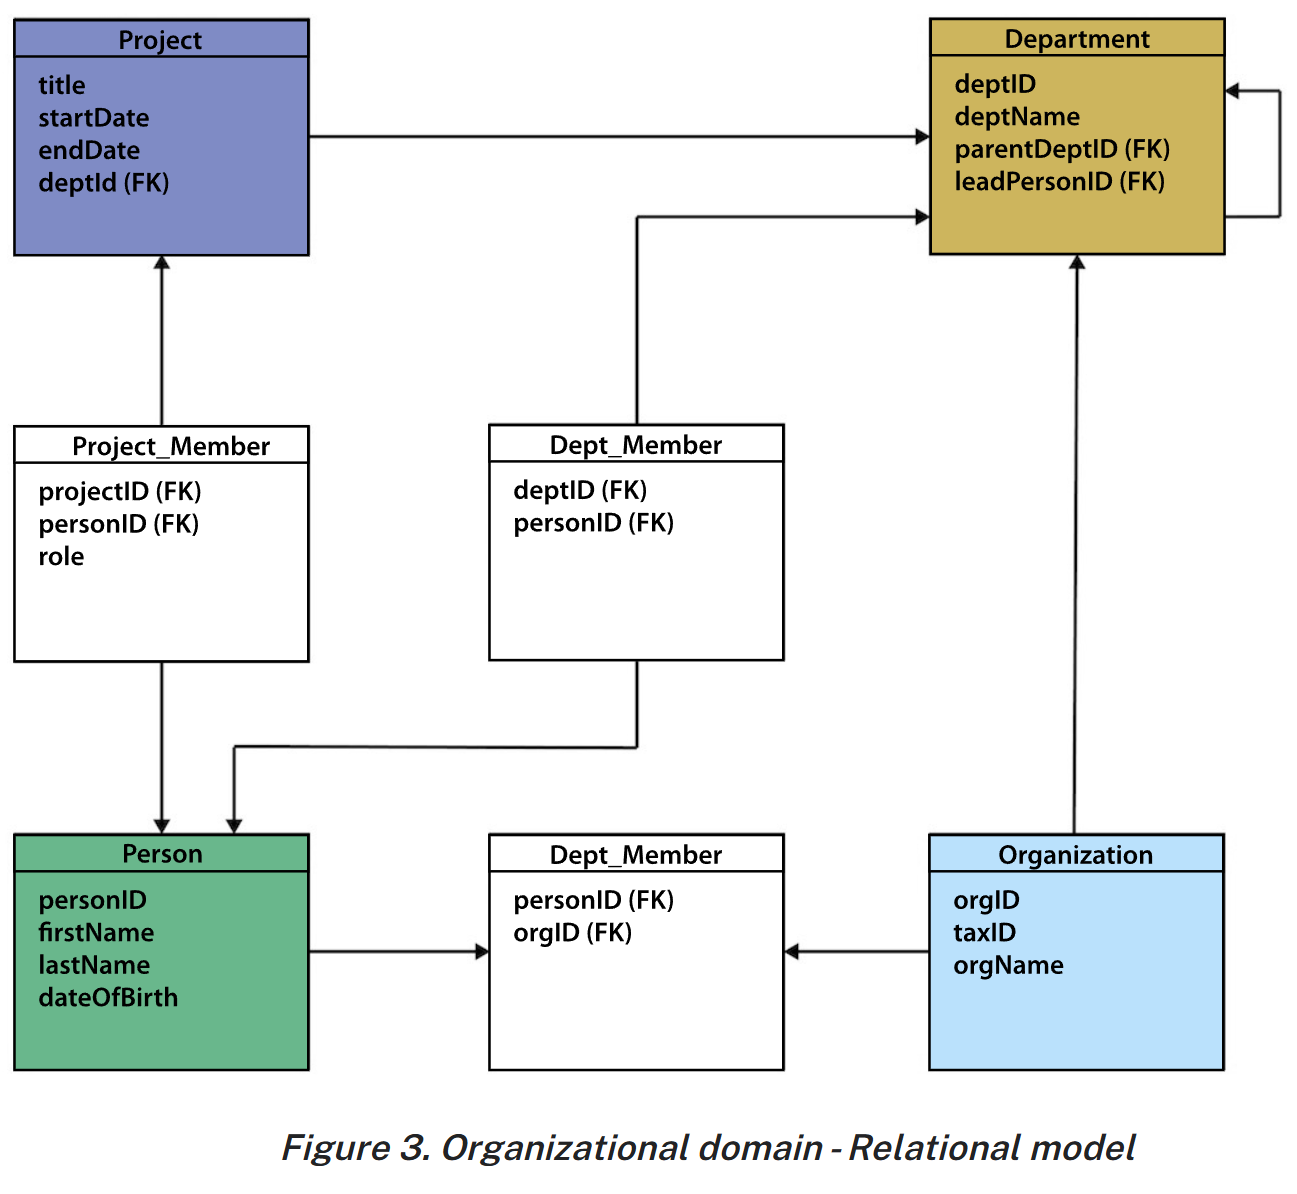 Project
title
startDate
endDate
deptId (FK)
Department
deptID
deptName
parentDeptID (FK)
leadPersonID (FK)
Project_Member
projectID (FK)
personID (FK)
role
Dept_Member
deptID (FK)
personID (FK)
Person
personID
firstName
lastName
dateOfBirth
Dept_Member
personID (FK)
orgID (FK)
Organization
orgID
taxID
orgName
Figure 3. Organizational domain - Relational model